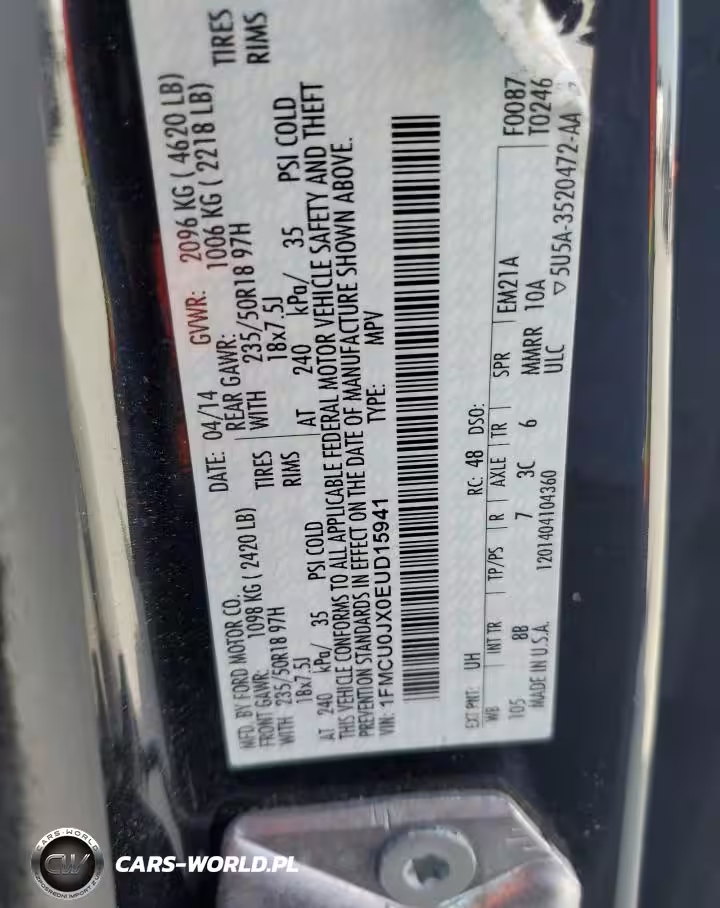 MFD. BY FORD MOTOR CO.
DATE: 04/14 GVWR: 2096 KG ( 4620 LB)
FRONT GAWR: 1098 KG ( 2420 LB) REAR GAWR: 1006 KG ( 2218 LB)
WITH 235/50R18 97H TIRES WITH 235/50R18 97H TIRES
18x7.5J RIMS 18x7.5J RIMS
AT 240 kPa/ 35 PSI COLD AT 240 kPa/ 35 PSI COLD
THIS VEHICLE CONFORMS TO ALL APPLICABLE FEDERAL MOTOR VEHICLE SAFETY AND THEFT
PREVENTION STANDARDS IN EFFECT ON THE DATE OF MANUFACTURE SHOWN ABOVE.
VIN: 1FMCU0JX0EUD15941 TYPE: MPV
EXT PNT: UH RC: 48 DSO: F0087
WB INT TR TP/PS R AXLE TR SPR EM21A T0246
105 8B 7 3C 6 MMRR 10A
MADE IN U.S.A. 1201404104360 ULC ▽5U5A-3520472-AA
CARS-WORLD
CW
CARS-WORLD.PL